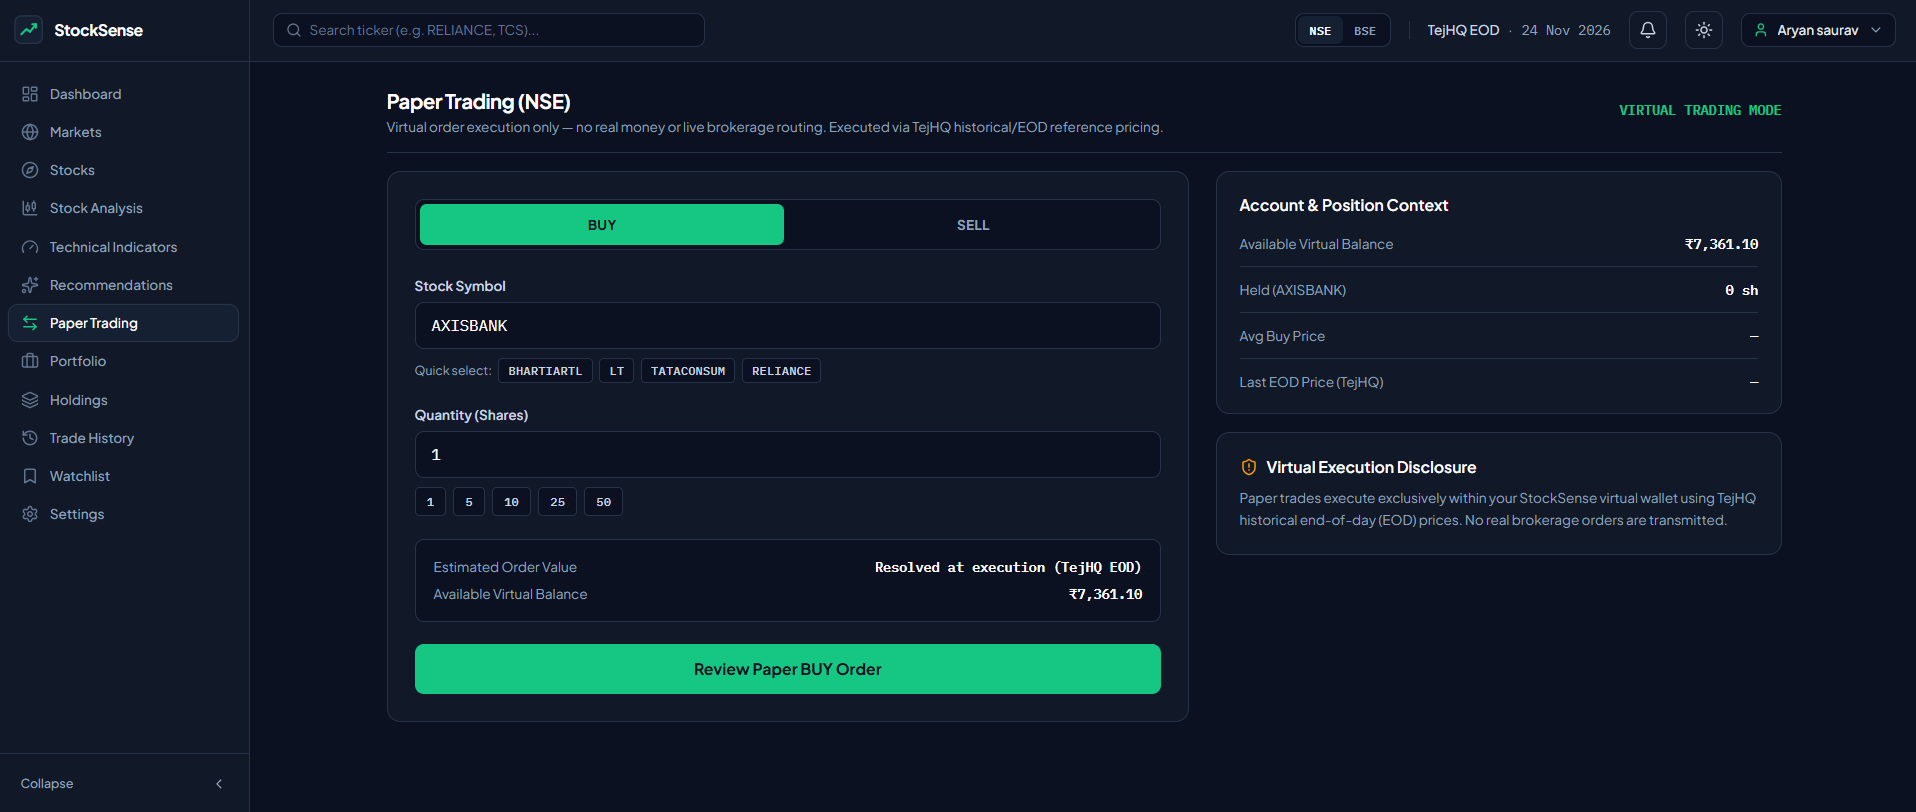 StockSense
Search ticker (e.g. RELIANCE, TCS)...
NSE BSE
TejHQ EOD · 24 Nov 2026
Aryan saurav
Dashboard
Markets
Stocks
Stock Analysis
Technical Indicators
Recommendations
Paper Trading
Portfolio
Holdings
Trade History
Watchlist
Settings
Collapse
Paper Trading (NSE)
Virtual order execution only — no real money or live brokerage routing. Executed via TejHQ historical/EOD reference pricing.
VIRTUAL TRADING MODE
BUY SELL
Stock Symbol
AXISBANK
Quick select: BHARTIARTL LT TATACONSUM RELIANCE
Quantity (Shares)
1
1 5 10 25 50
Estimated Order Value Resolved at execution (TejHQ EOD)
Available Virtual Balance ₹7,361.10
Review Paper BUY Order
Account & Position Context
Available Virtual Balance ₹7,361.10
Held (AXISBANK) 0 sh
Avg Buy Price —
Last EOD Price (TejHQ) —
Virtual Execution Disclosure
Paper trades execute exclusively within your StockSense virtual wallet using TejHQ
historical end-of-day (EOD) prices. No real brokerage orders are transmitted.